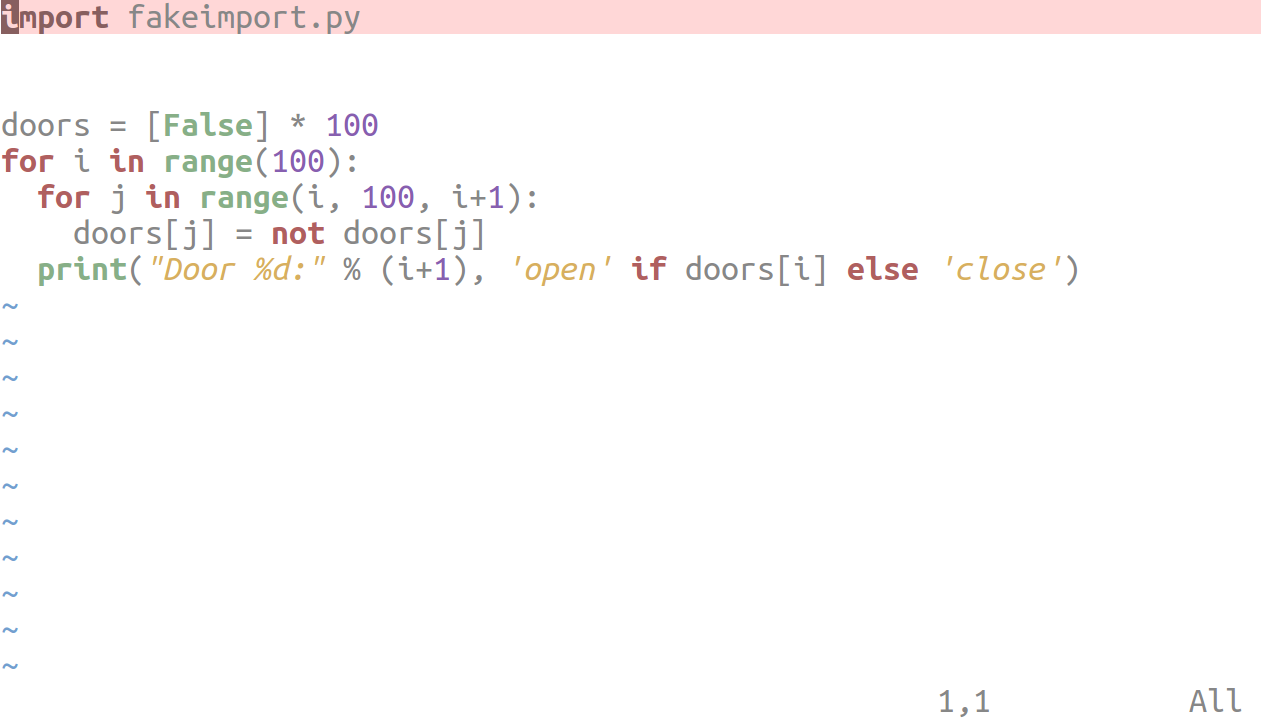 import fakeimport.py
doors = [False] * 100
for i in range(100):
  for j in range(i, 100, i+1):
    doors[j] = not doors[j]
  print("Door %d:" % (i+1), 'open' if doors[i] else 'close')
~
~
~
~
~
~
~
~
~
~
~
1,1 All